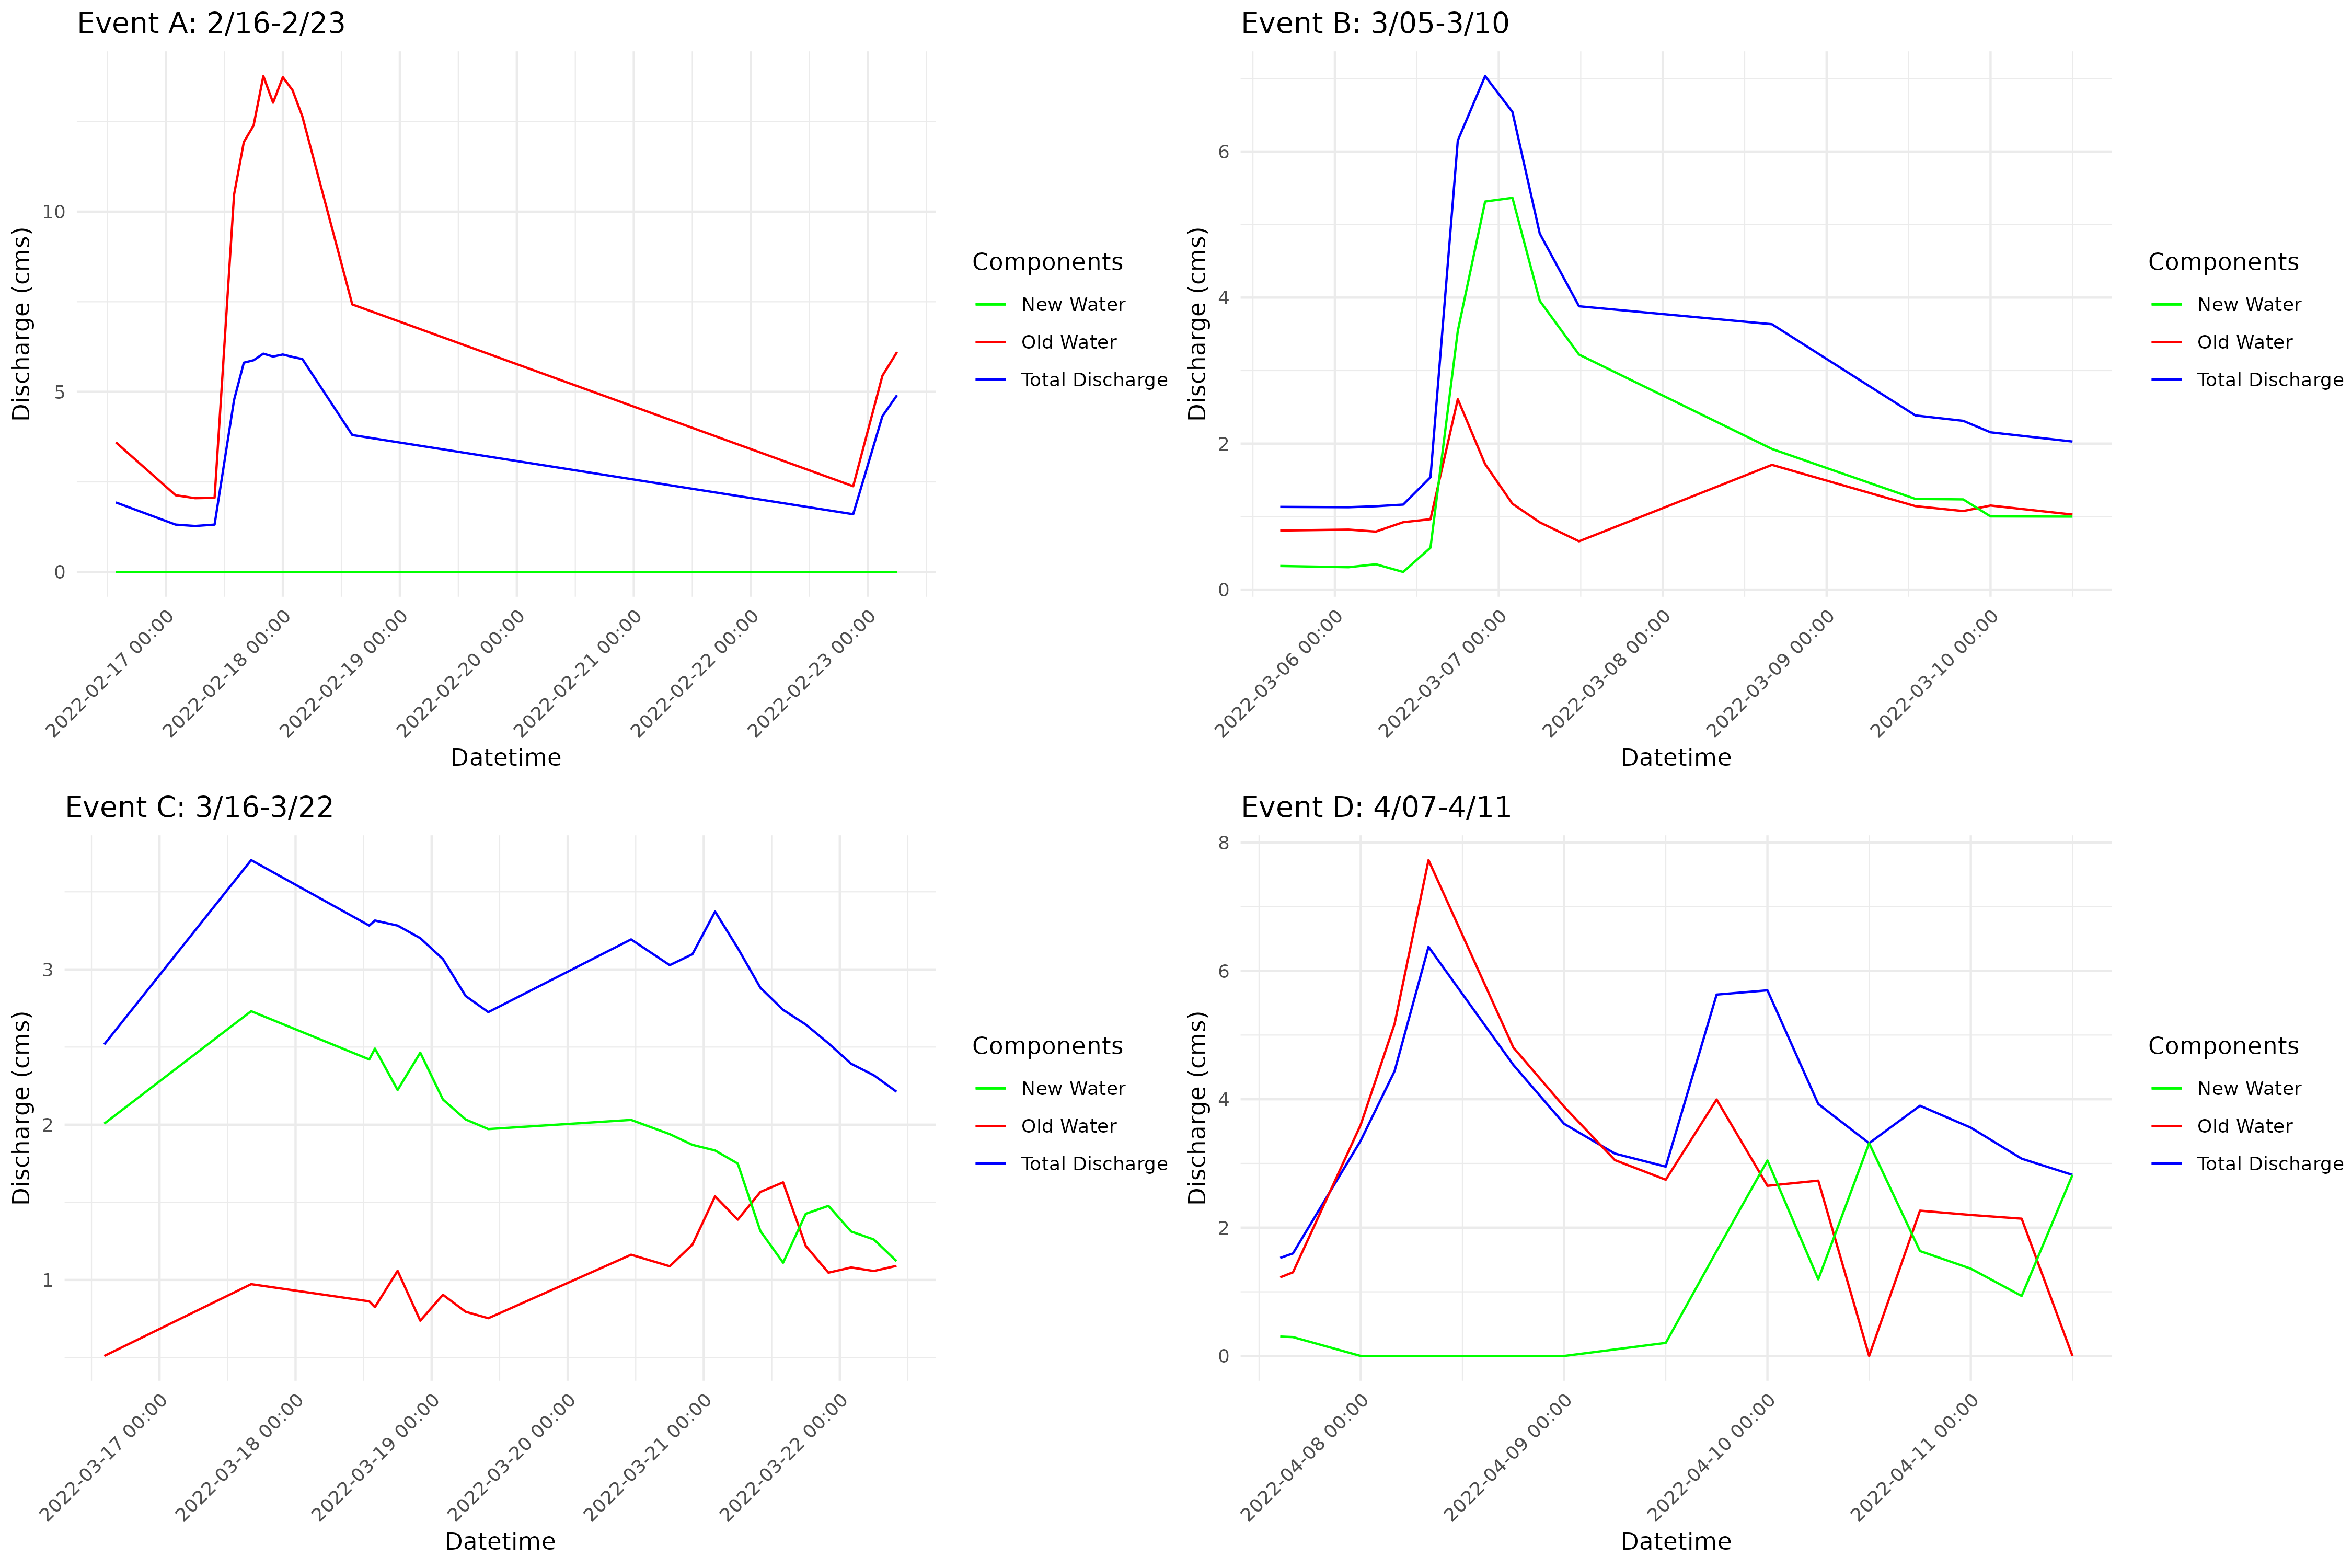 Event A: 2/16-2/23
Discharge (cms)
10
5
0
2022-02-17 00:00
2022-02-18 00:00
2022-02-19 00:00
2022-02-20 00:00
2022-02-21 00:00
2022-02-22 00:00
2022-02-23 00:00
Datetime
Components
New Water
Old Water
Total Discharge
Event B: 3/05-3/10
Discharge (cms)
6
4
2
0
2022-03-06 00:00
2022-03-07 00:00
2022-03-08 00:00
2022-03-09 00:00
2022-03-10 00:00
Datetime
Components
New Water
Old Water
Total Discharge
Event C: 3/16-3/22
Discharge (cms)
3
2
1
2022-03-17 00:00
2022-03-18 00:00
2022-03-19 00:00
2022-03-20 00:00
2022-03-21 00:00
2022-03-22 00:00
Datetime
Components
New Water
Old Water
Total Discharge
Event D: 4/07-4/11
Discharge (cms)
8
6
4
2
0
2022-04-08 00:00
2022-04-09 00:00
2022-04-10 00:00
2022-04-11 00:00
Datetime
Components
New Water
Old Water
Total Discharge